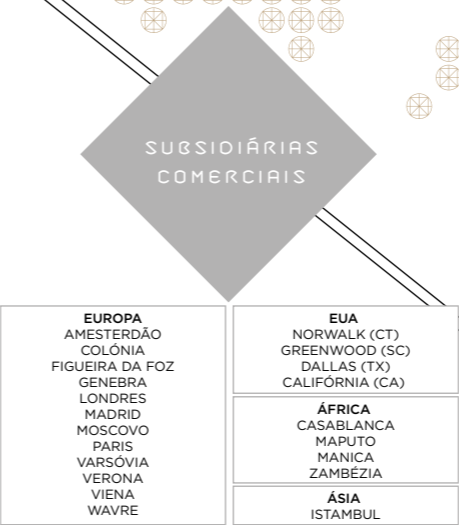 SUBSIDIÁRIAS
COMERCIAIS
EUROPA
AMESTERDÃO
COLÓNIA
FIGUEIRA DA FOZ
GENEBRA
LONDRES
MADRID
MOSCOVO
PARIS
VARSÓVIA
VERONA
VIENA
WAVRE
EUA
NORWALK (CT)
GREENWOOD (SC)
DALLAS (TX)
CALIFÓRNIA (CA)
ÁFRICA
CASABLANCA
MAPUTO
MANICA
ZAMBÉZIA
ÁSIA
ISTAMBUL